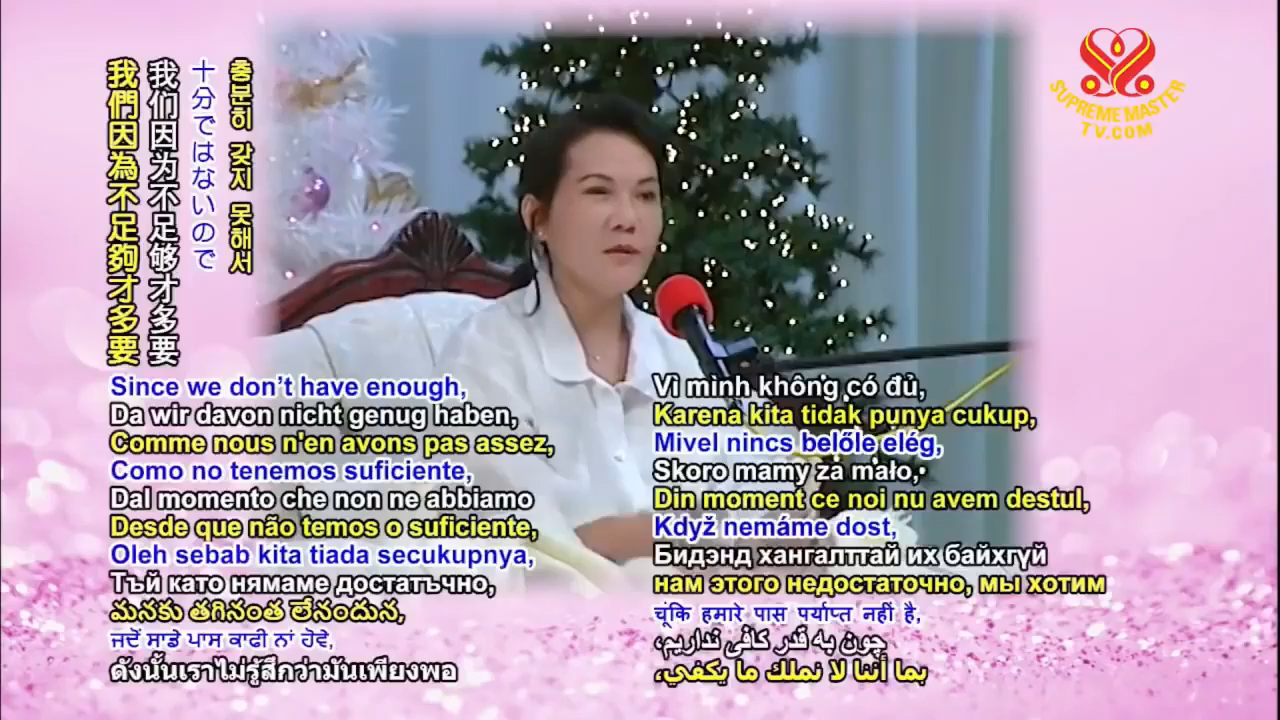 我們因為不足夠才多要
我们因为不足够才多要
十分ではないので
충분히 갖지 못해서
SUPREME MASTER
TV.COM
Since we don't have enough,
Da wir davon nicht genug haben,
Comme nous n'en avons pas assez,
Como no tenemos suficiente,
Dal momento che non ne abbiamo
Desde que não temos o suficiente,
Oleh sebab kita tiada secukupnya,
Тъй като нямаме достатъчно,
మనకు తగినంత లేనందున,
ਜਦੋਂ ਸਾਡੇ ਪਾਸ ਕਾਫੀ ਨਾਂ ਹੋਵੇ,
ดังนั้นเราไม่รู้สึกว่ามันเพียงพอ
Vì mình không có đủ,
Karena kita tidak punya cukup,
Mivel nincs belőle elég,
Skoro mamy za mało,
Din moment ce noi nu avem destul,
Když nemáme dost,
Бидэнд хангалттай их байхгүй
нам этого недостаточно, мы хотим
चूंकि हमारे पास पर्याप्त नहीं है,
چون به قدر کافی نداریم،
بما أننا لا نملك ما يكفي،